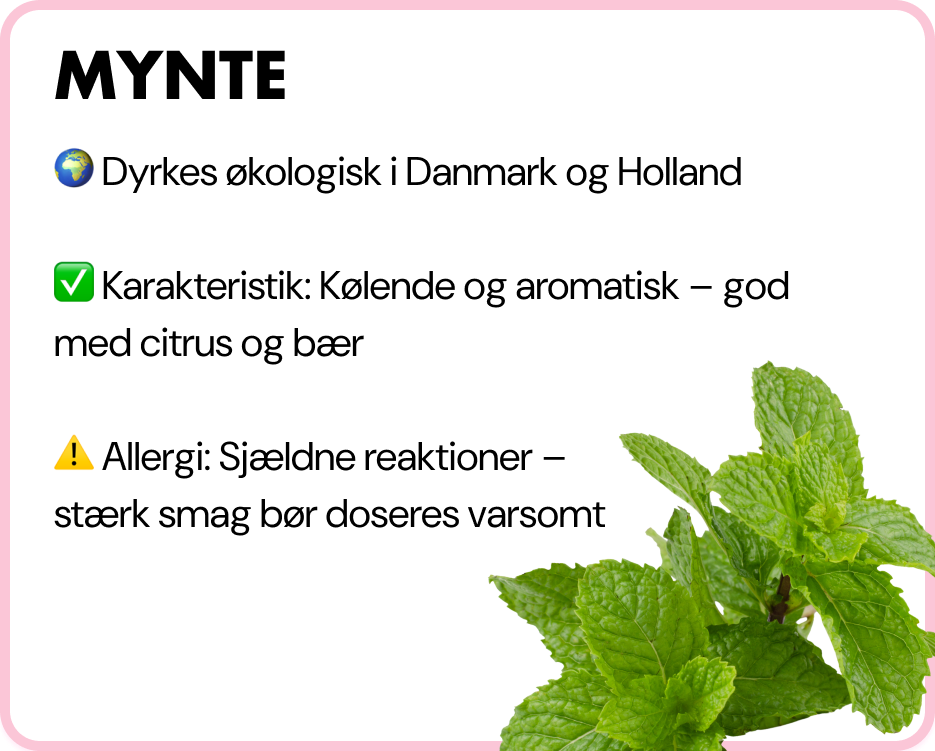 MYNTE
🌍 Dyrkes økologisk i Danmark og Holland
✅ Karakteristik: Kølende og aromatisk – god
med citrus og bær
⚠️ Allergi: Sjældne reaktioner –
stærk smag bør doseres varsomt